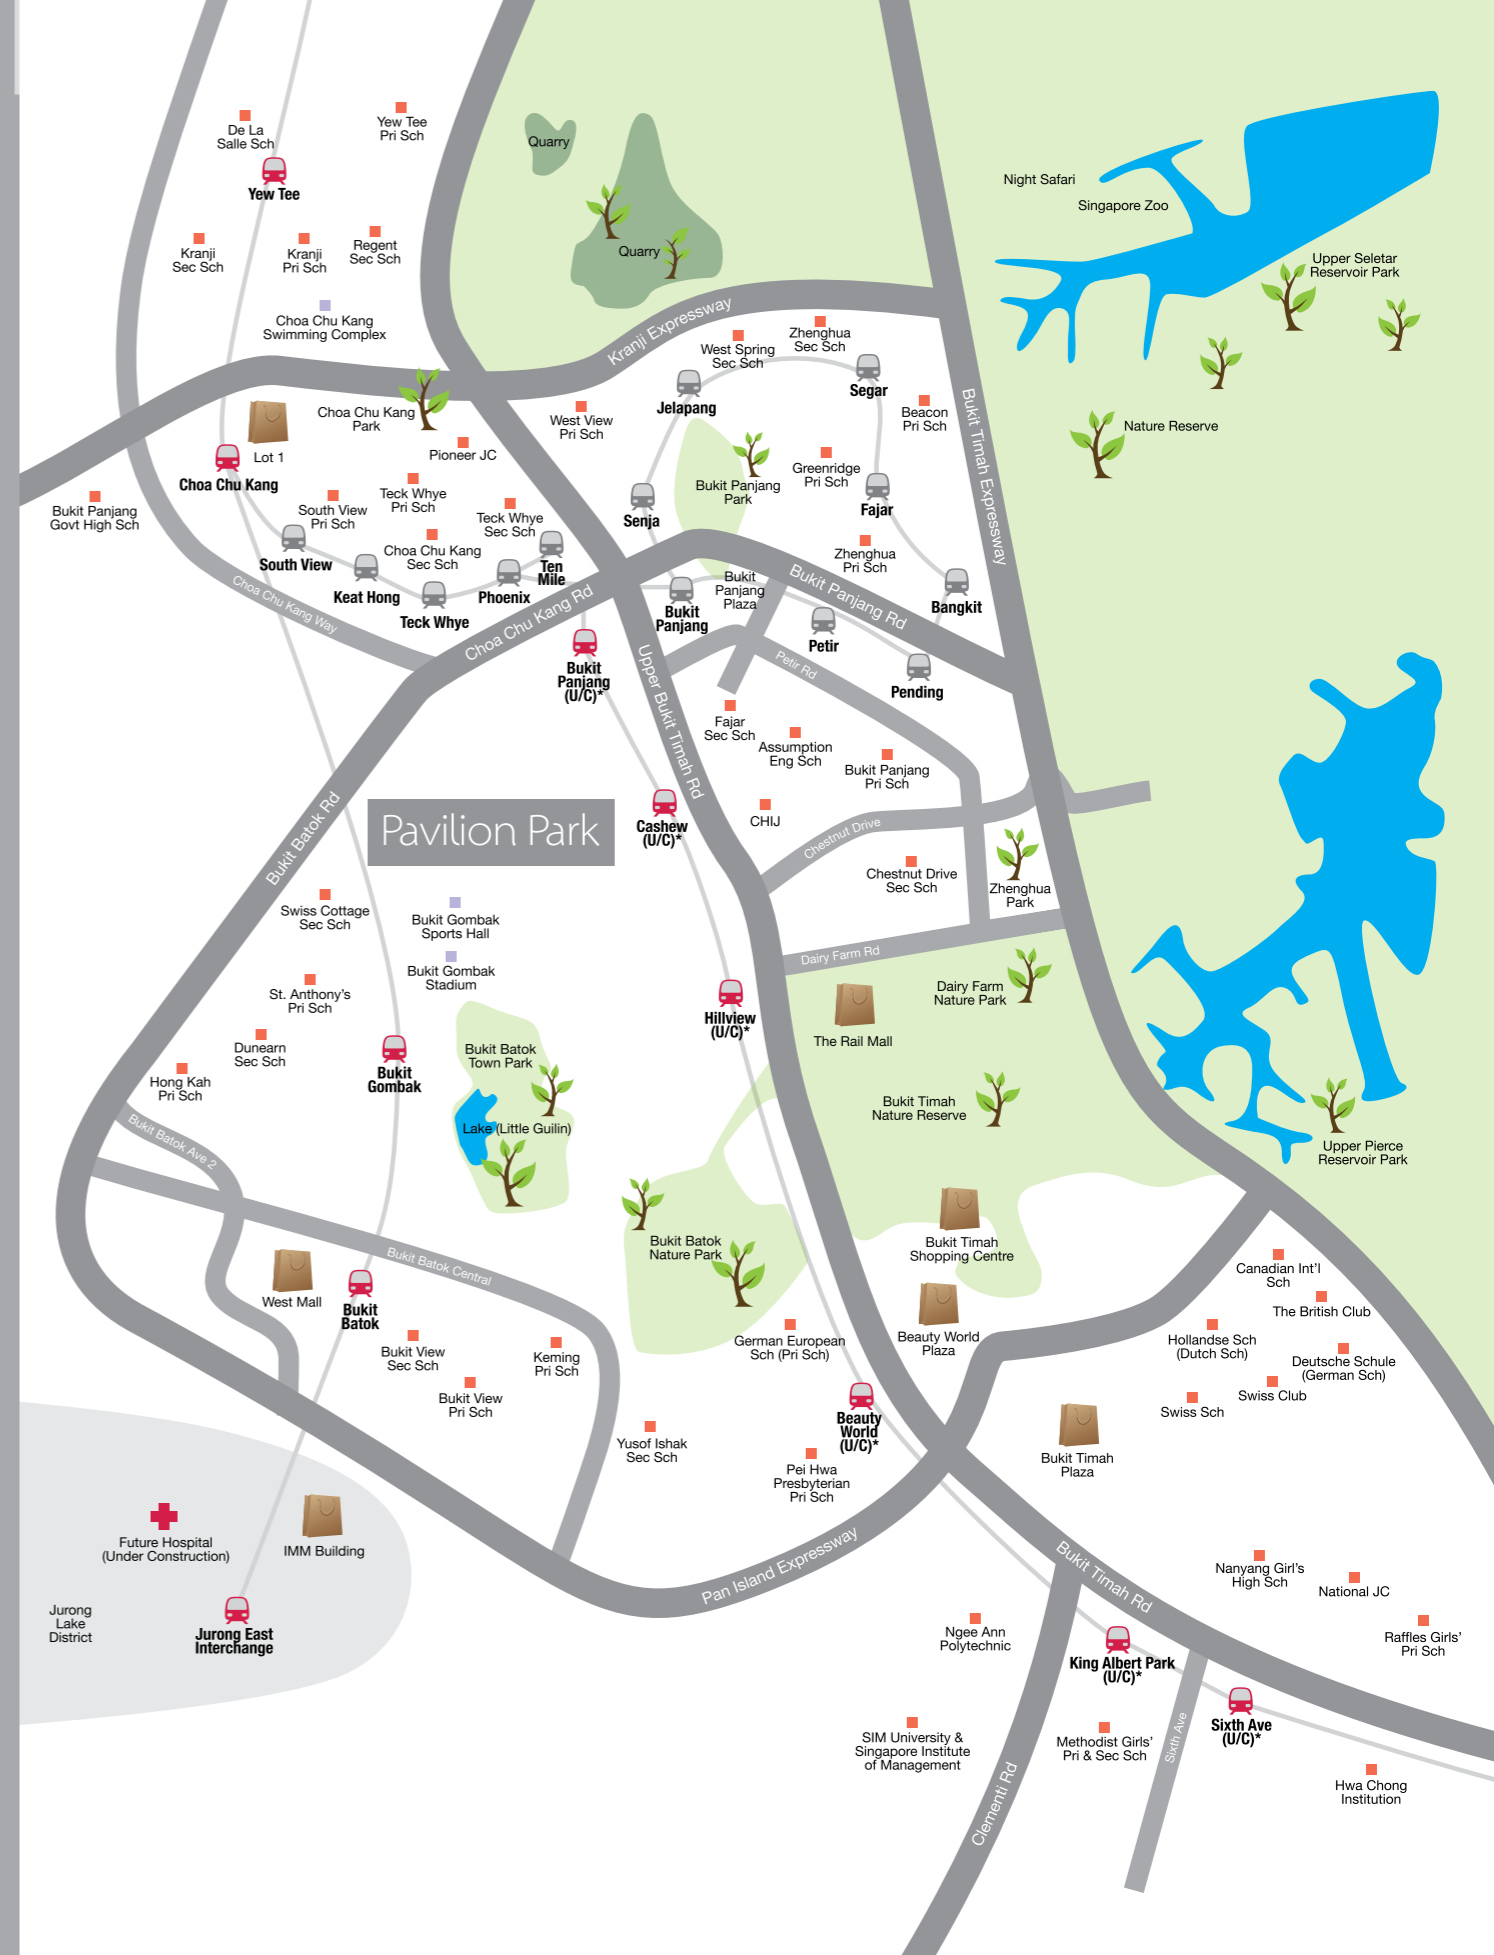 De La
Salle Sch
Yew Tee
Pri Sch
Yew Tee
Kranji
Sec Sch
Kranji
Pri Sch
Regent
Sec Sch
Choa Chu Kang
Swimming Complex
Quarry
Quarry
Night Safari
Singapore Zoo
Upper Seletar
Reservoir Park
Nature Reserve
Kranji Expressway
West Spring
Sec Sch
Zhenghua
Sec Sch
Jelapang
Segar
Beacon
Pri Sch
Bukit Timah Expressway
Choa Chu Kang
Park
Lot 1
Choa Chu Kang
Pioneer JC
West View
Pri Sch
Bukit Panjang
Govt High Sch
South View
Pri Sch
Teck Whye
Pri Sch
Teck Whye
Sec Sch
Choa Chu Kang
Sec Sch
Senja
Bukit Panjang
Park
Greenridge
Pri Sch
Fajar
Zhenghua
Pri Sch
Bangkit
South View
Keat Hong
Teck Whye
Phoenix
Ten
Mile
Choa Chu Kang Way
Choa Chu Kang Rd
Bukit
Panjang
Bukit
Panjang
Plaza
Bukit Panjang Rd
Petir
Pending
Petir Rd
Bukit
Panjang
(U/C)*
Upper Bukit Timah Rd
Fajar
Sec Sch
Assumption
Eng Sch
Bukit Panjang
Pri Sch
CHIJ
Chestnut Drive
Cashew
(U/C)*
Pavilion Park
Bukit Batok Rd
Chestnut Drive
Sec Sch
Zhenghua
Park
Dairy Farm Rd
Swiss Cottage
Sec Sch
Bukit Gombak
Sports Hall
Bukit Gombak
Stadium
St. Anthony's
Pri Sch
Dunearn
Sec Sch
Hong Kah
Pri Sch
Bukit
Gombak
Hillview
(U/C)*
Dairy Farm
Nature Park
The Rail Mall
Bukit Batok
Town Park
Lake (Little Guilin)
Bukit Timah
Nature Reserve
Upper Pierce
Reservoir Park
Bukit Batok Ave 2
Bukit Batok Central
Bukit Batok
Nature Park
Bukit Timah
Shopping Centre
West Mall
Bukit
Batok
Bukit View
Sec Sch
Bukit View
Pri Sch
Keming
Pri Sch
German European
Sch (Pri Sch)
Beauty World
Plaza
Canadian Int'l
Sch
The British Club
Hollandse Sch
(Dutch Sch)
Deutsche Schule
(German Sch)
Swiss Club
Swiss Sch
Yusof Ishak
Sec Sch
Beauty
World
(U/C)*
Pei Hwa
Presbyterian
Pri Sch
Bukit Timah
Plaza
Future Hospital
(Under Construction)
IMM Building
Jurong
Lake
District
Jurong East
Interchange
Pan Island Expressway
Bukit Timah Rd
Nanyang Girl's
High Sch
National JC
Raffles Girls'
Pri Sch
Ngee Ann
Polytechnic
King Albert Park
(U/C)*
Sixth Ave
(U/C)*
SIM University &
Singapore Institute
of Management
Methodist Girls'
Pri & Sec Sch
Sixth Ave
Clementi Rd
Hwa Chong
Institution